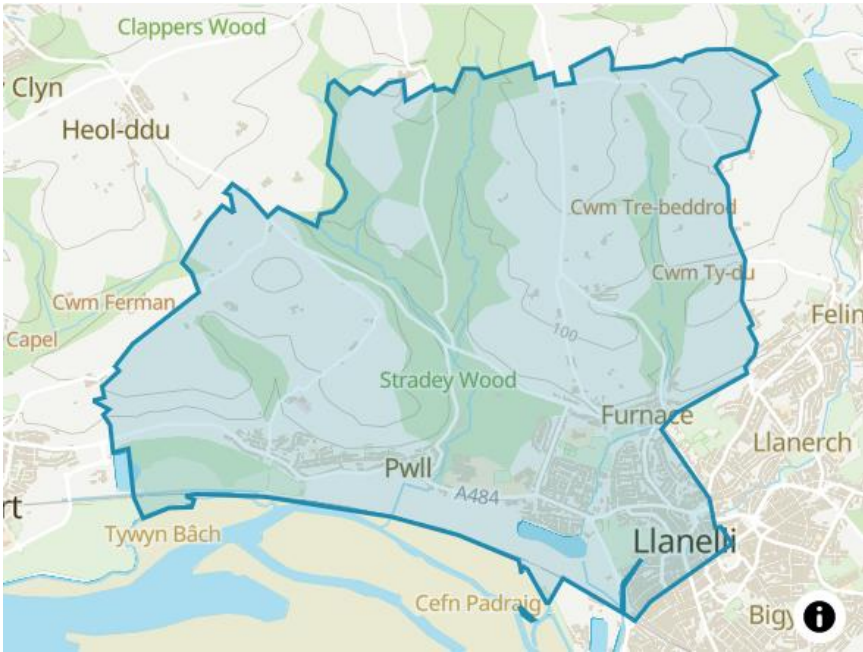 Clappers Wood
Clyn
Heol-ddu
Cwm Tre-beddrod
Cwm Ty-du
Cwm Ferman
Capel
Felin
100
Stradey Wood
Furnace
Llanerch
Pwll
A484
rt
Tywyn Bâch
Llanelli
Cefn Padraig
Bigy
i